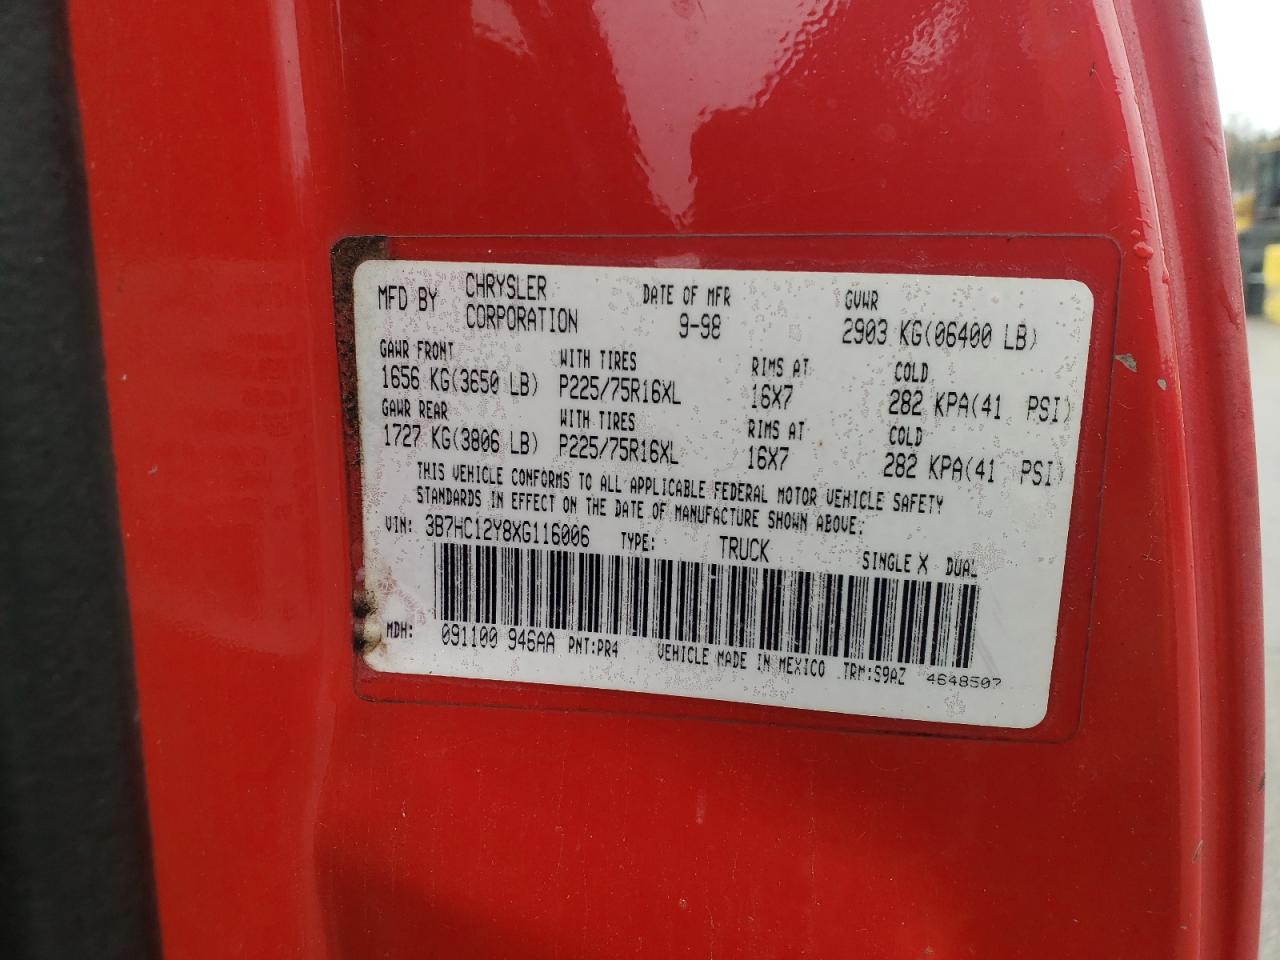 MFD BY CHRYSLER CORPORATION DATE OF MFR 9-98 GVWR 2903 KG(06400 LB)
GAWR FRONT WITH TIRES RIMS AT COLD
1656 KG(3650 LB) P225/75R16XL 16X7 282 KPA(41 PSI)
GAWR REAR WITH TIRES RIMS AT COLD
1727 KG(3806 LB) P225/75R16XL 16X7 282 KPA(41 PSI)
THIS VEHICLE CONFORMS TO ALL APPLICABLE FEDERAL MOTOR VEHICLE SAFETY
STANDARDS IN EFFECT ON THE DATE OF MANUFACTURE SHOWN ABOVE:
VIN: 3B7HC12Y8XG116006 TYPE: TRUCK SINGLE X DUAL
MDH: 091100 946AA PNT:PR4 VEHICLE MADE IN MEXICO TRM:S9AZ 4648507